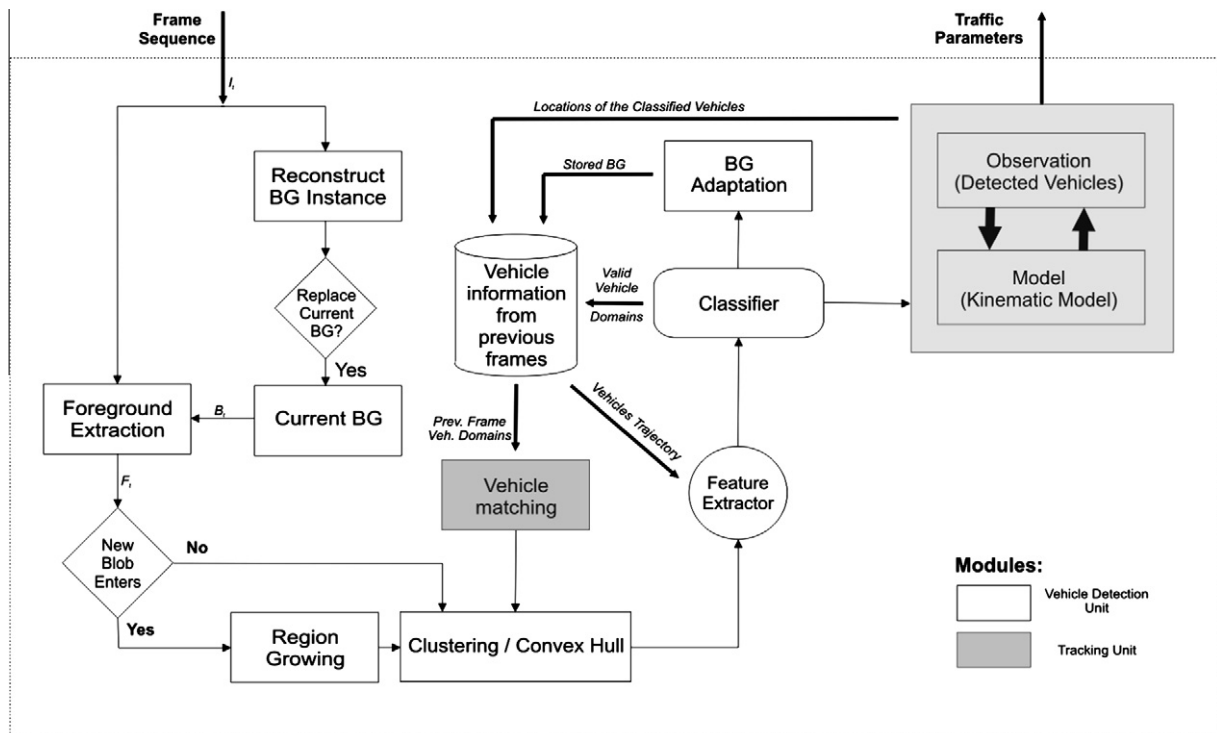 Frame
Sequence
Traffic
Parameters
Iₜ
Locations of the Classified Vehicles
Reconstruct
BG Instance
Stored BG
BG
Adaptation
Observation
(Detected Vehicles)
Replace
Current
BG?
Vehicle
information
from
previous
frames
Valid
Vehicle
Domains
Classifier
Model
(Kinematic Model)
Yes
Foreground
Extraction
Bₜ
Current BG
Prev. Frame
Veh. Domains
Vehicles Trajectory
Fₜ
Vehicle
matching
Feature
Extractor
New
Blob
Enters
No
Yes
Region
Growing
Clustering / Convex Hull
Modules:
Vehicle Detection
Unit
Tracking Unit